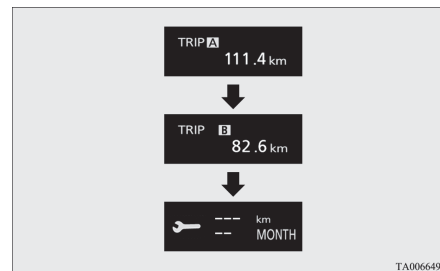 TRIP A
111.4 km
TRIP B
82.6 km
--- km
-- MONTH
TA006649